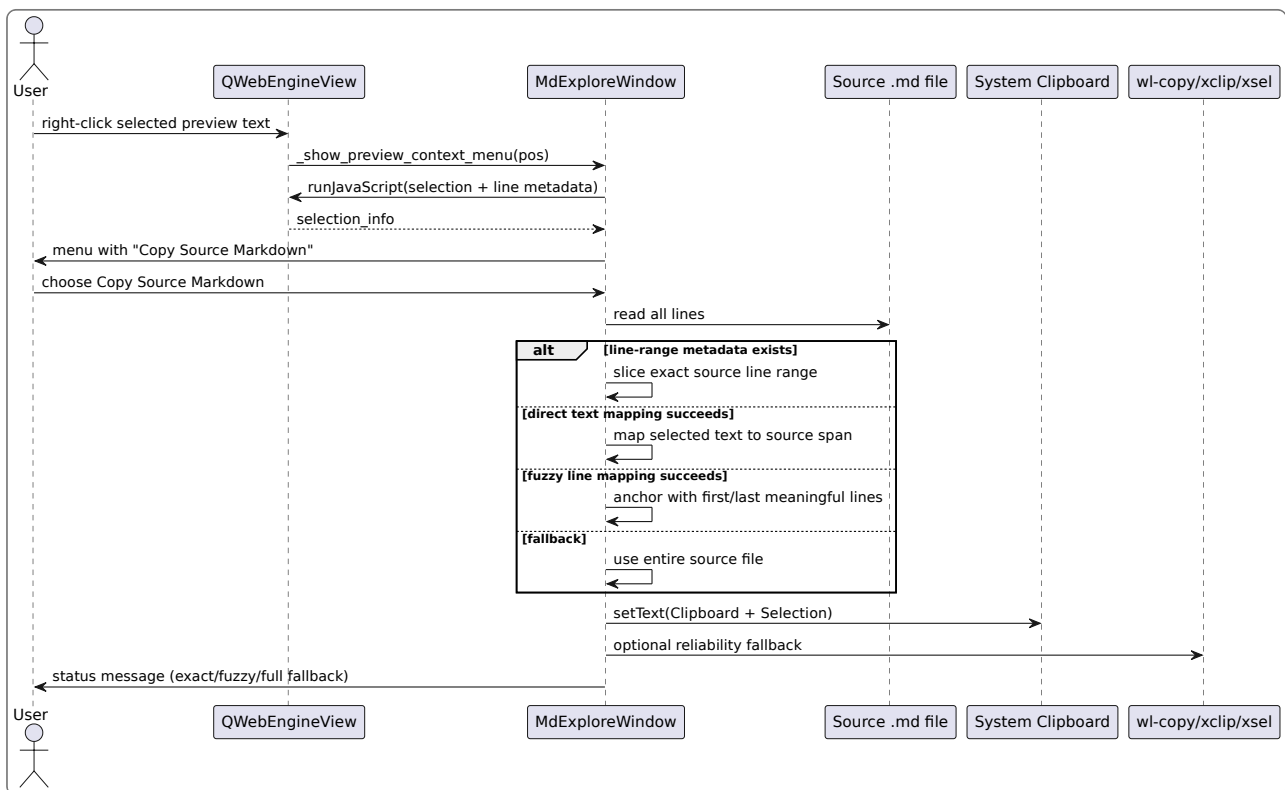 User
QWebEngineView
MdExploreWindow
Source .md file
System Clipboard
wl-copy/xclip/xsel
right-click selected preview text
_show_preview_context_menu(pos)
runJavaScript(selection + line metadata)
selection_info
menu with "Copy Source Markdown"
choose Copy Source Markdown
read all lines
alt
[line-range metadata exists]
slice exact source line range
[direct text mapping succeeds]
map selected text to source span
[fuzzy line mapping succeeds]
anchor with first/last meaningful lines
[fallback]
use entire source file
setText(Clipboard + Selection)
optional reliability fallback
status message (exact/fuzzy/full fallback)
User
QWebEngineView
MdExploreWindow
Source .md file
System Clipboard
wl-copy/xclip/xsel